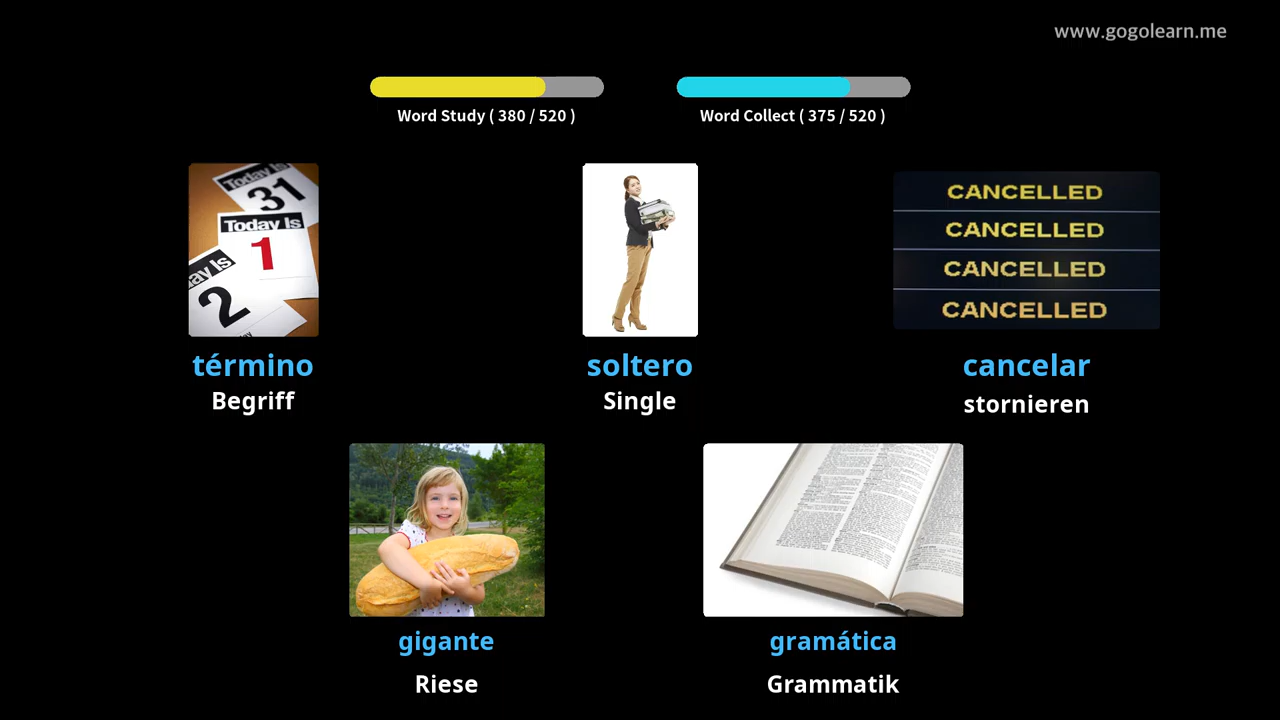 www.gogolearn.me
Word Study ( 380 / 520 )
Word Collect ( 375 / 520 )
Today Is
31
Today Is
1
ay Is
2
CANCELLED
CANCELLED
CANCELLED
CANCELLED
término
soltero
cancelar
Begriff
Single
stornieren
gigante
gramática
Riese
Grammatik